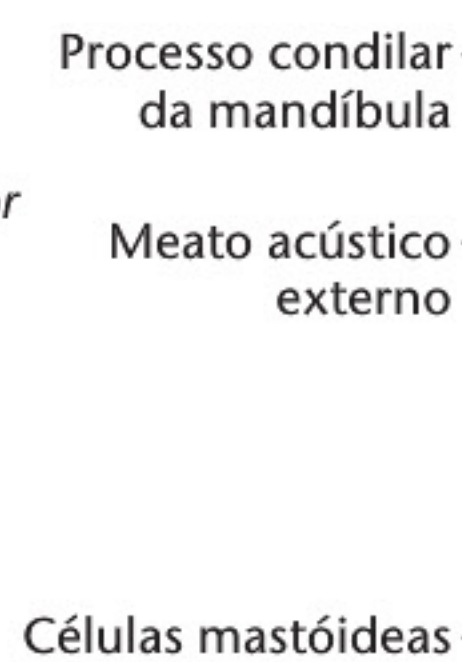 Processo condilar
da mandíbula
Meato acústico
externo
Células mastóideas